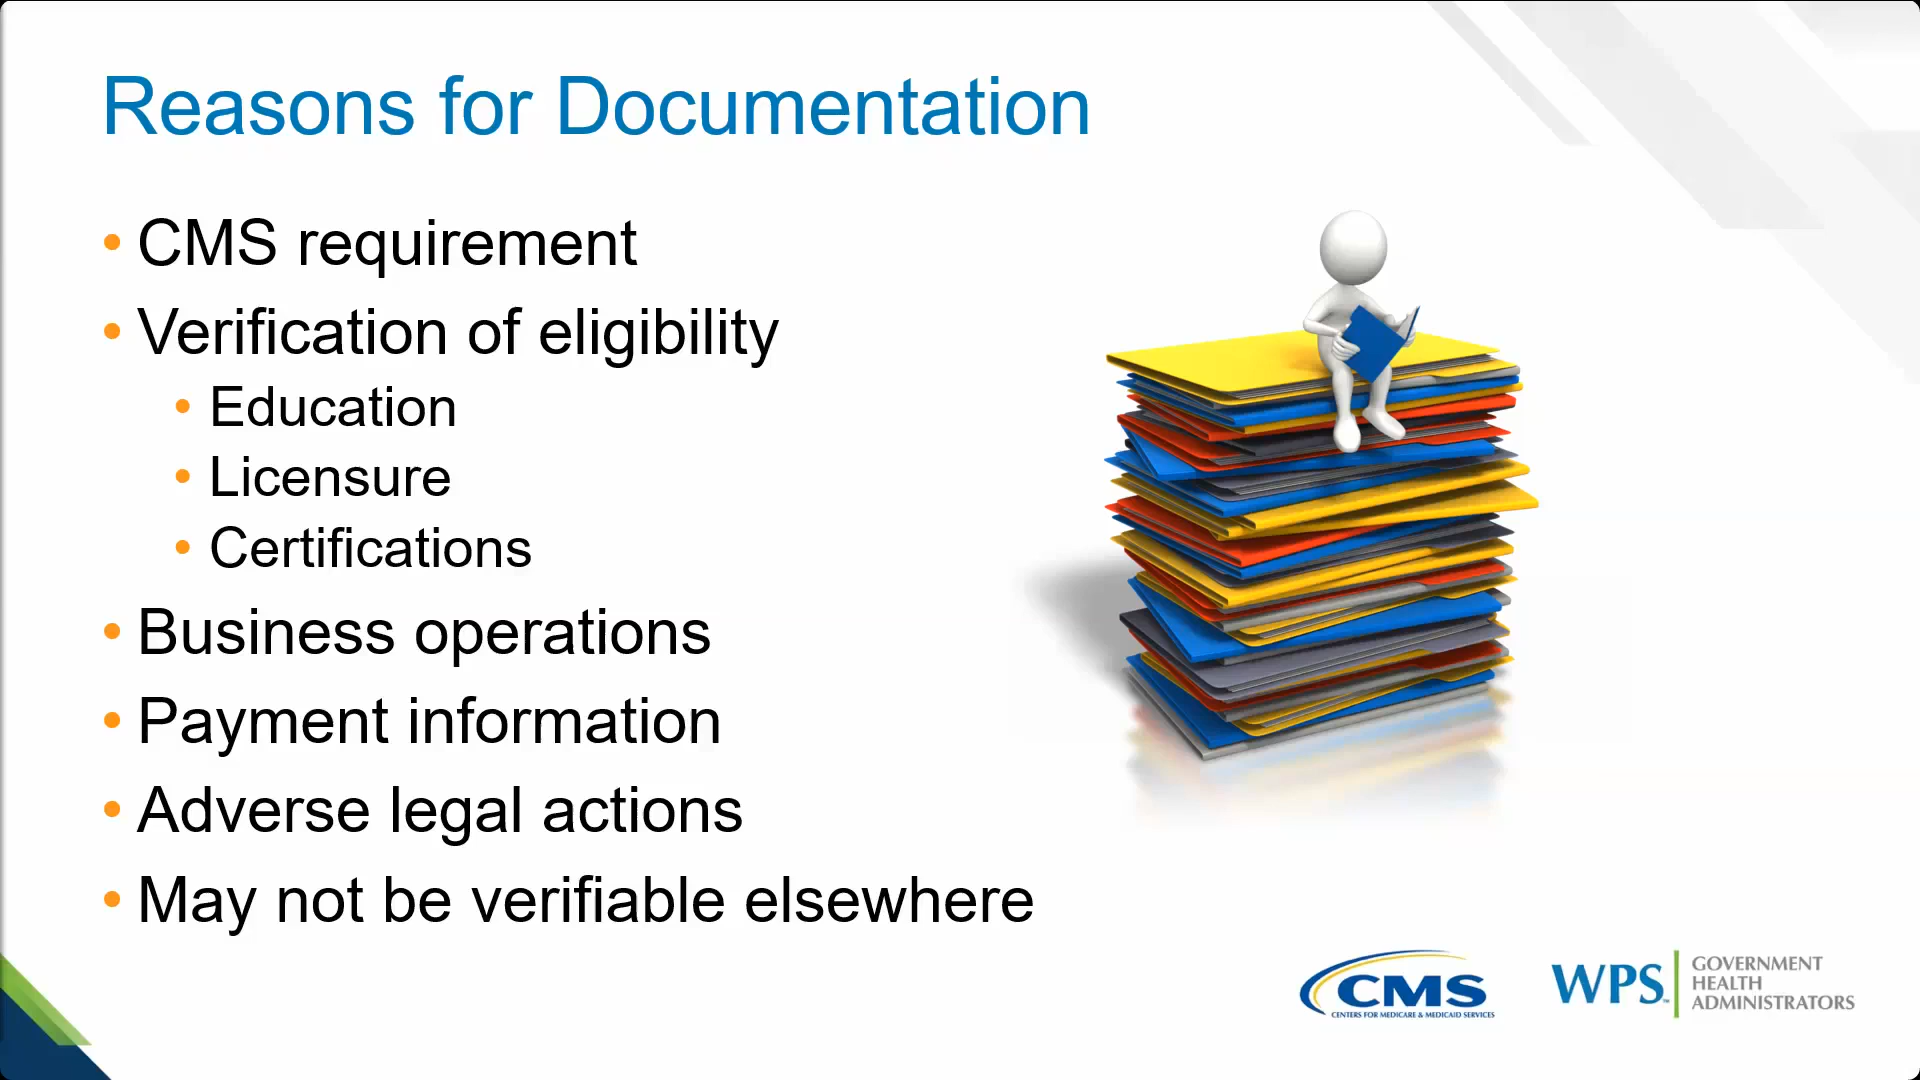 Reasons for Documentation
• CMS requirement
• Verification of eligibility
• Education
• Licensure
• Certifications
• Business operations
• Payment information
• Adverse legal actions
• May not be verifiable elsewhere
CMS
CENTERS FOR MEDICARE & MEDICAID SERVICES
WPS™
GOVERNMENT
HEALTH
ADMINISTRATORS